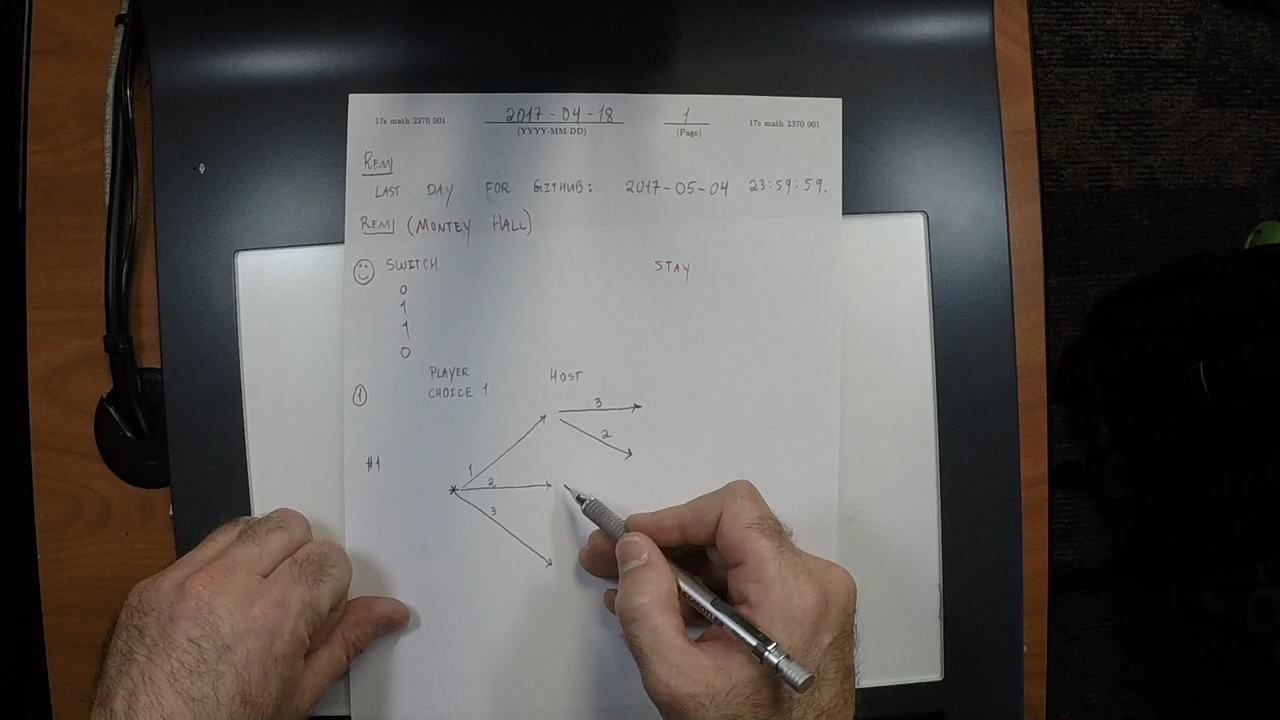 17s math 2370 001 2017-04-18 1 17s math 2370 001
(YYYY-MM-DD) (Page)
REM
LAST DAY FOR GITHUB: 2017-05-04 23:59:59.
REM (MONTEY HALL)
SWITCH STAY
0
1
1
0
PLAYER HOST
1 CHOICE 1
3
2
#1 1
2
3